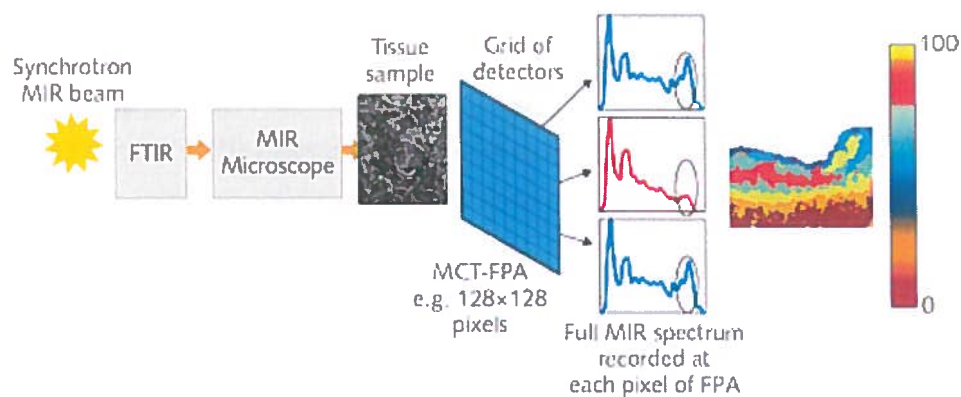 Synchrotron
MIR beam
FTIR
MIR
Microscope
Tissue
sample
Grid of
detectors
MCT-FPA
e.g. 128×128
pixels
Full MIR spectrum
recorded at
each pixel of FPA
100
0